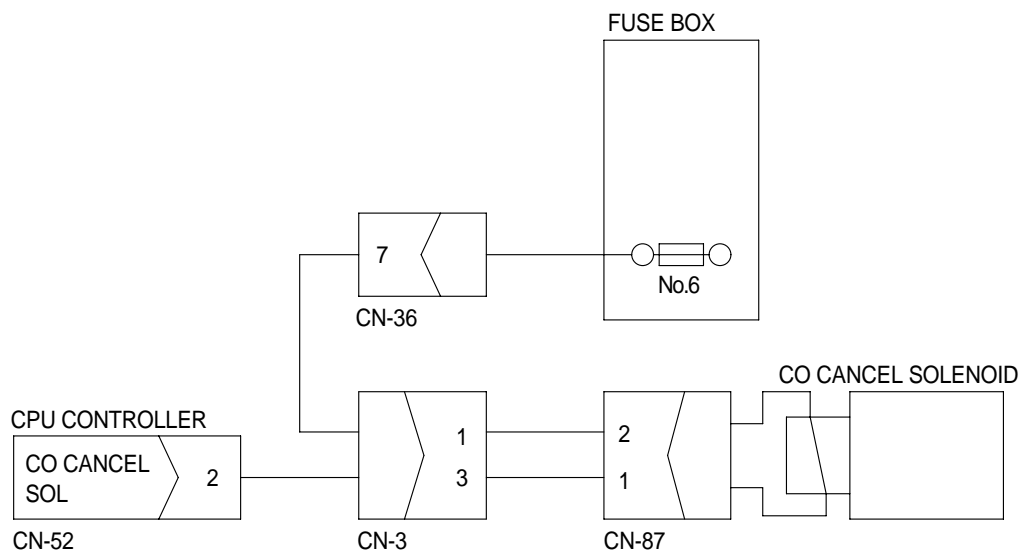 FUSE BOX
7
No.6
CN-36
CO CANCEL SOLENOID
CPU CONTROLLER
CO CANCEL
SOL
2
1
3
2
1
CN-52
CN-3
CN-87